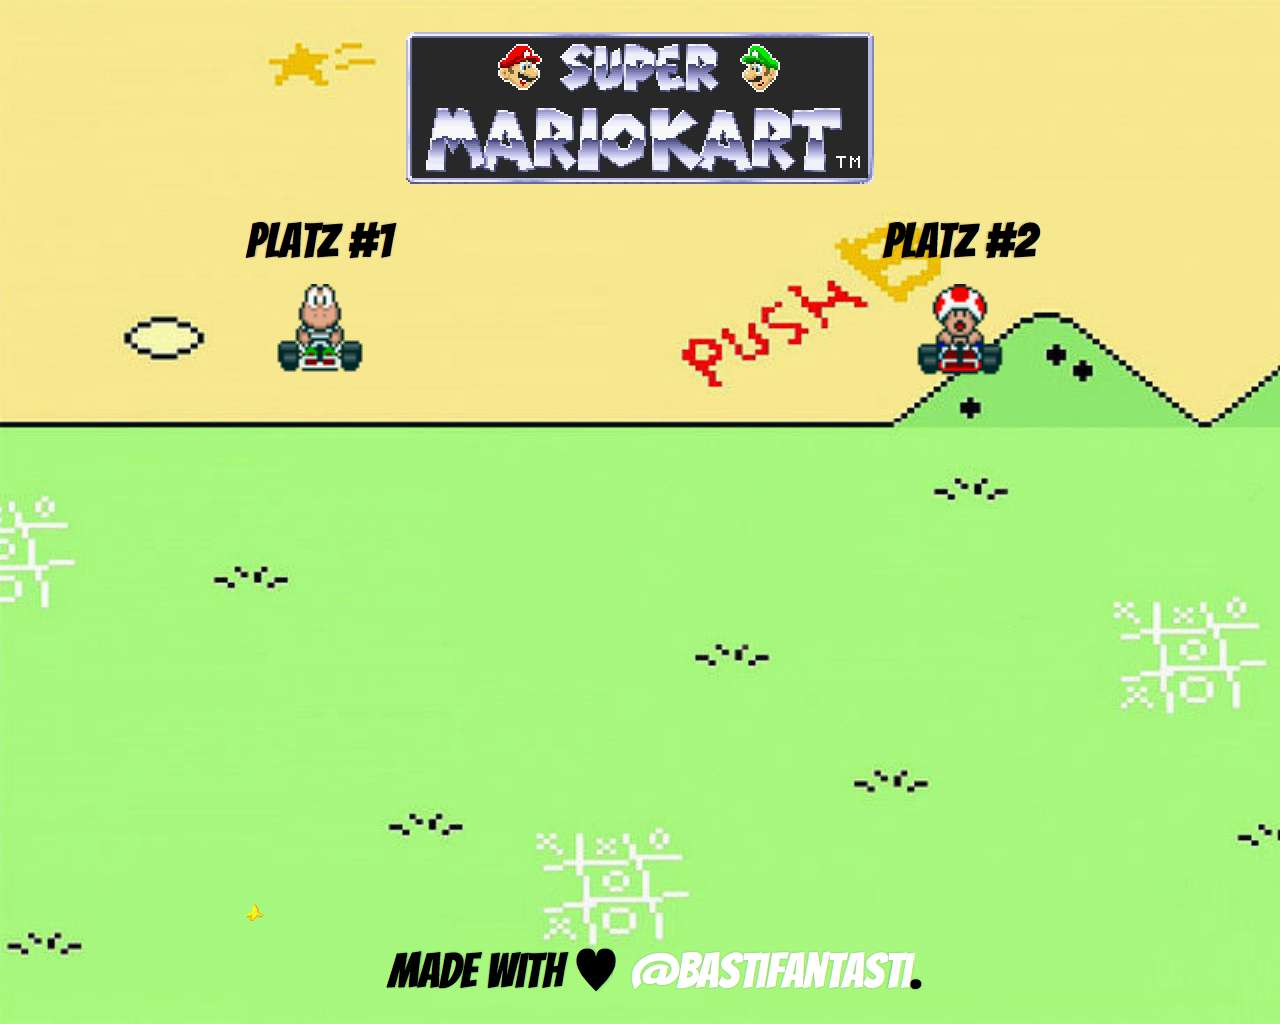 SUPER
MARIOKART TM
PLATZ #1
PLATZ #2
PUSH B
MADE WITH ♥ @BASTIFANTASTI.